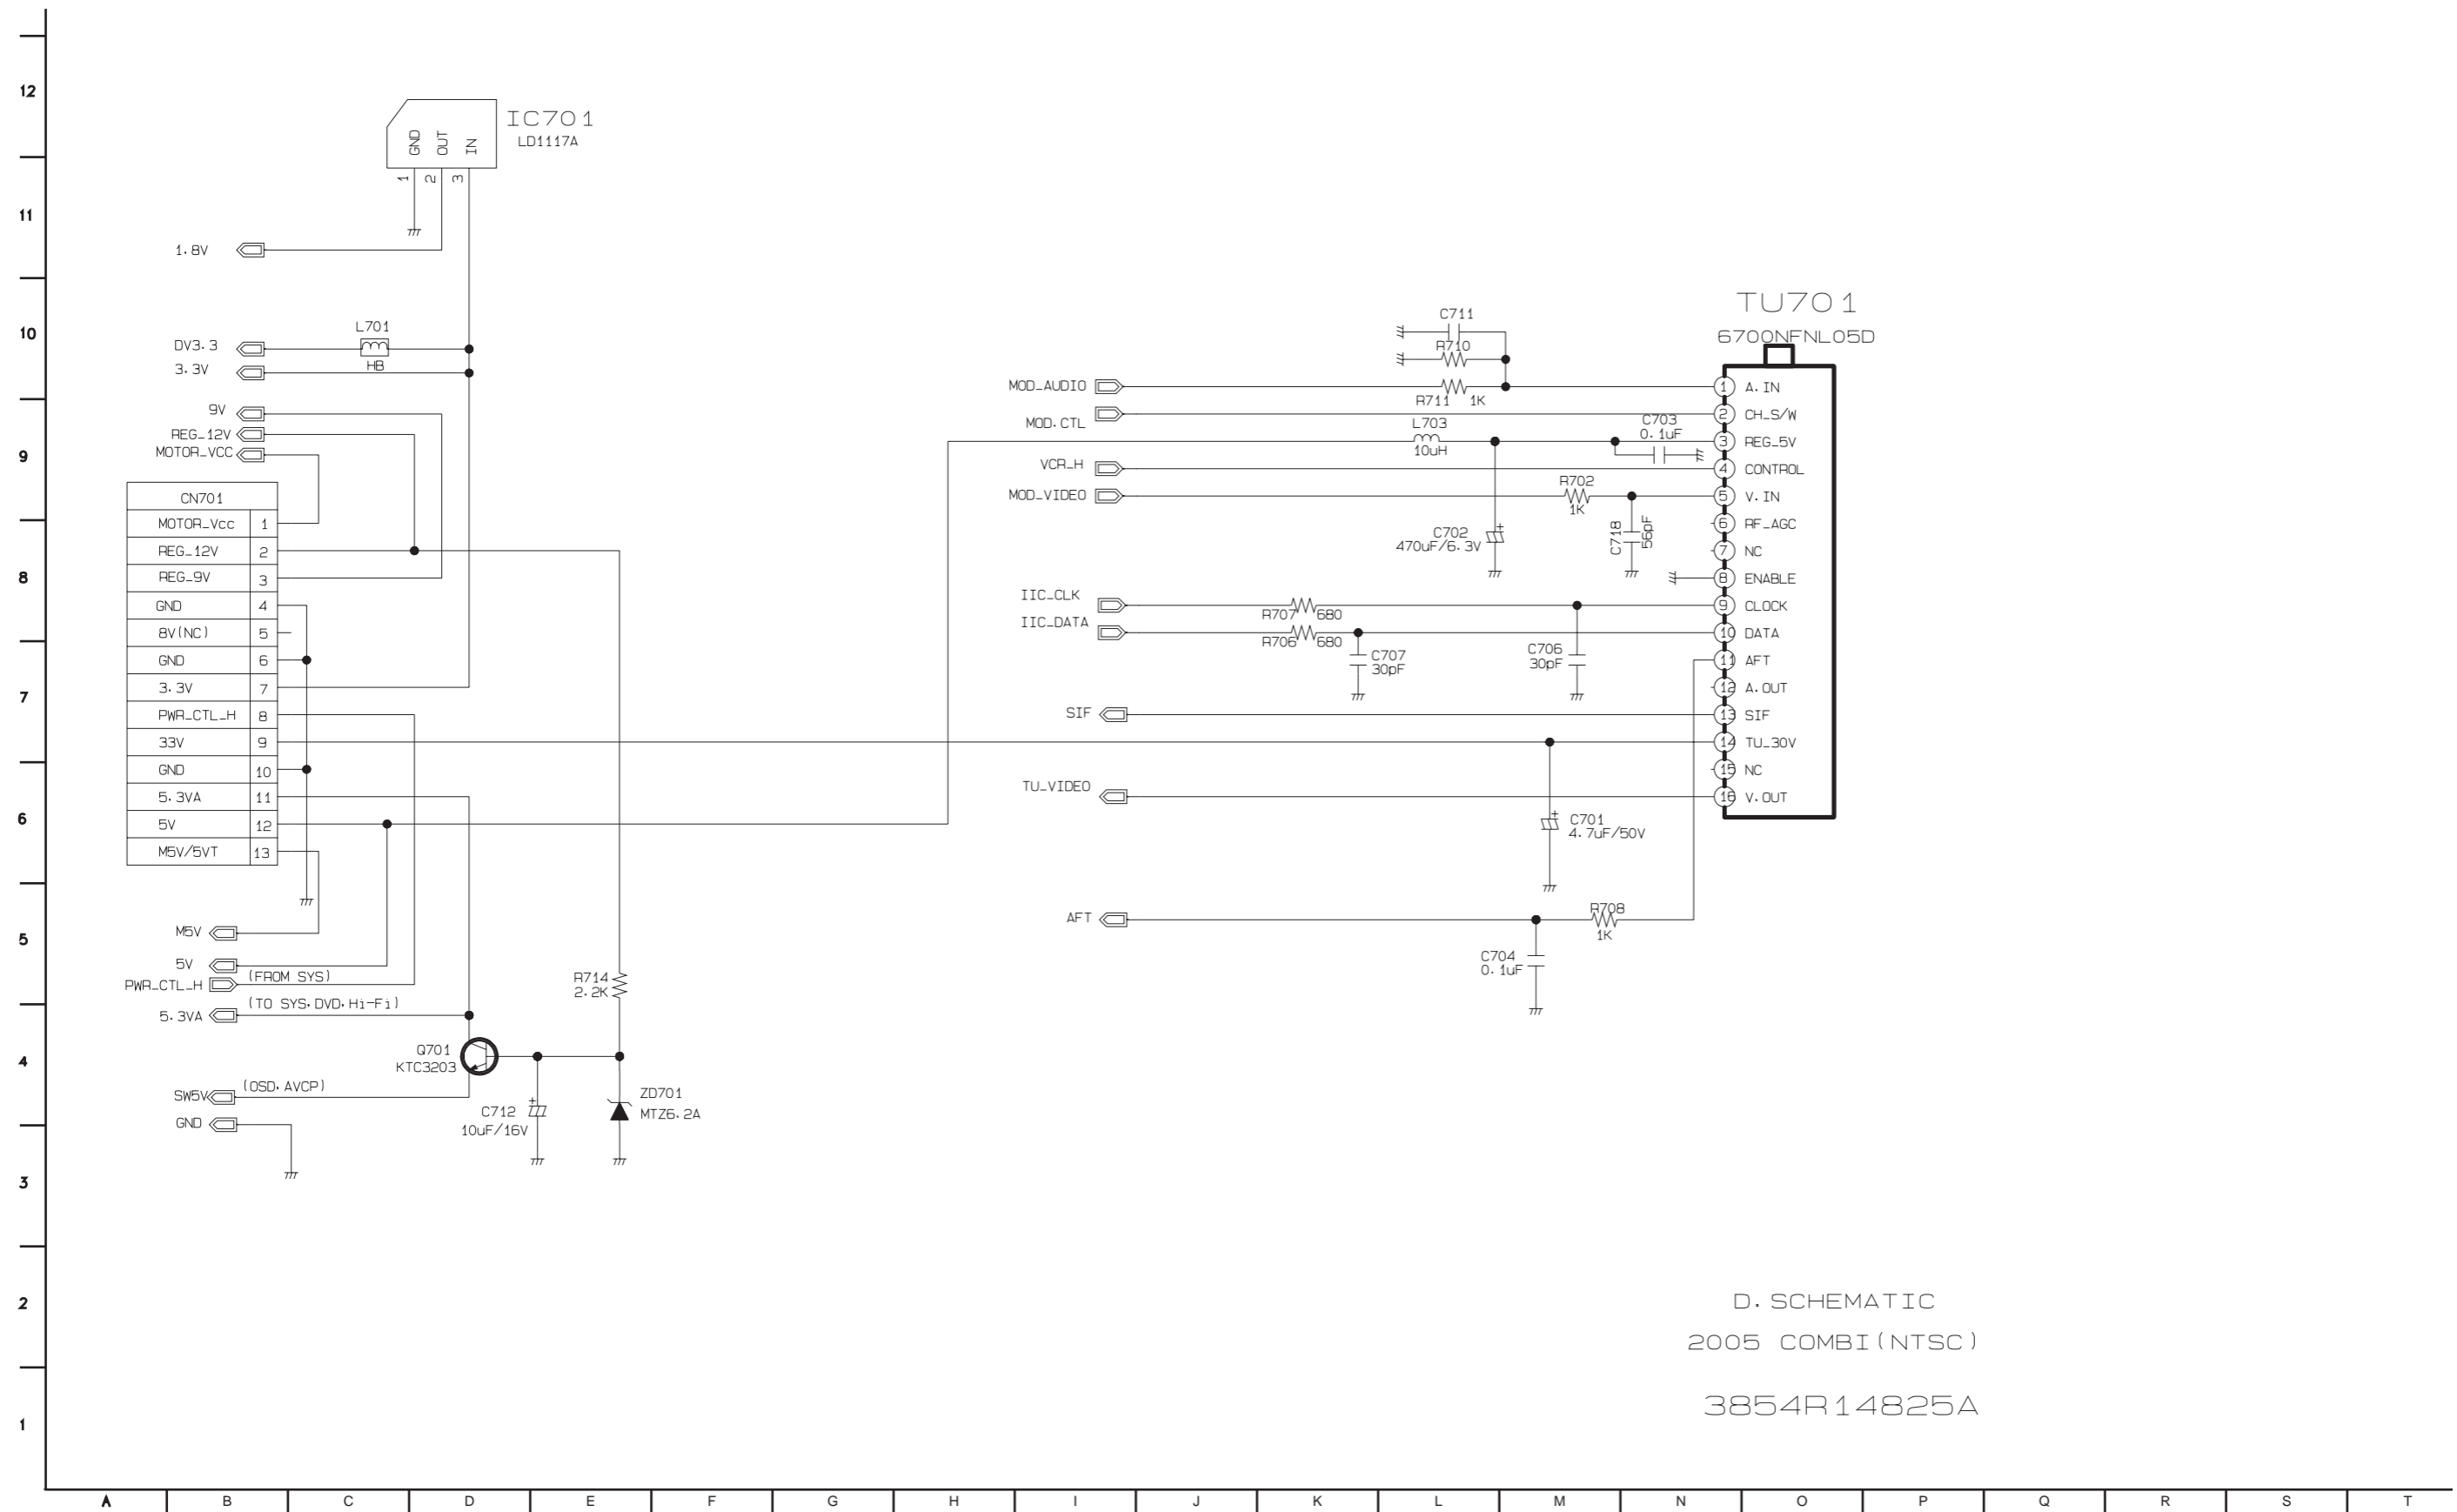 12
11
10
9
8
7
6
5
4
3
2
1
IC701
LD1117A
GND
OUT
IN
1
2
3
1.8V
L701
HB
DV3.3
3.3V
9V
REG_12V
MOTOR_VCC
CN701
MOTOR_Vcc 1
REG_12V 2
REG_9V 3
GND 4
8V(NC) 5
GND 6
3.3V 7
PWR_CTL_H 8
33V 9
GND 10
5.3VA 11
5V 12
M5V/5VT 13
M5V
5V
(FROM SYS)
PWR_CTL_H
(TO SYS.DVD.Hi-Fi)
5.3VA
Q701
KTC3203
(OSD.AVCP)
SW5V
GND
C712
10uF/16V
R714
2.2K
ZD701
MTZ6.2A
MOD_AUDIO
MOD.CTL
VCR_H
MOD_VIDEO
IIC_CLK
IIC_DATA
SIF
TU_VIDEO
AFT
C711
R710
R711 1K
L703
10uH
C703
0.1uF
R702
1K
C702
470uF/6.3V
C718
56pF
R707 680
R706 680
C707
30pF
C706
30pF
C701
4.7uF/50V
R708
1K
C704
0.1uF
TU701
6700NFNL05D
1 A.IN
2 CH_S/W
3 REG_5V
4 CONTROL
5 V.IN
6 RF_AGC
7 NC
8 ENABLE
9 CLOCK
10 DATA
11 AFT
12 A.OUT
13 SIF
14 TU_30V
15 NC
16 V.OUT
D.SCHEMATIC
2005 COMBI(NTSC)
3854R14825A
A B C D E F G H I J K L M N O P Q R S T